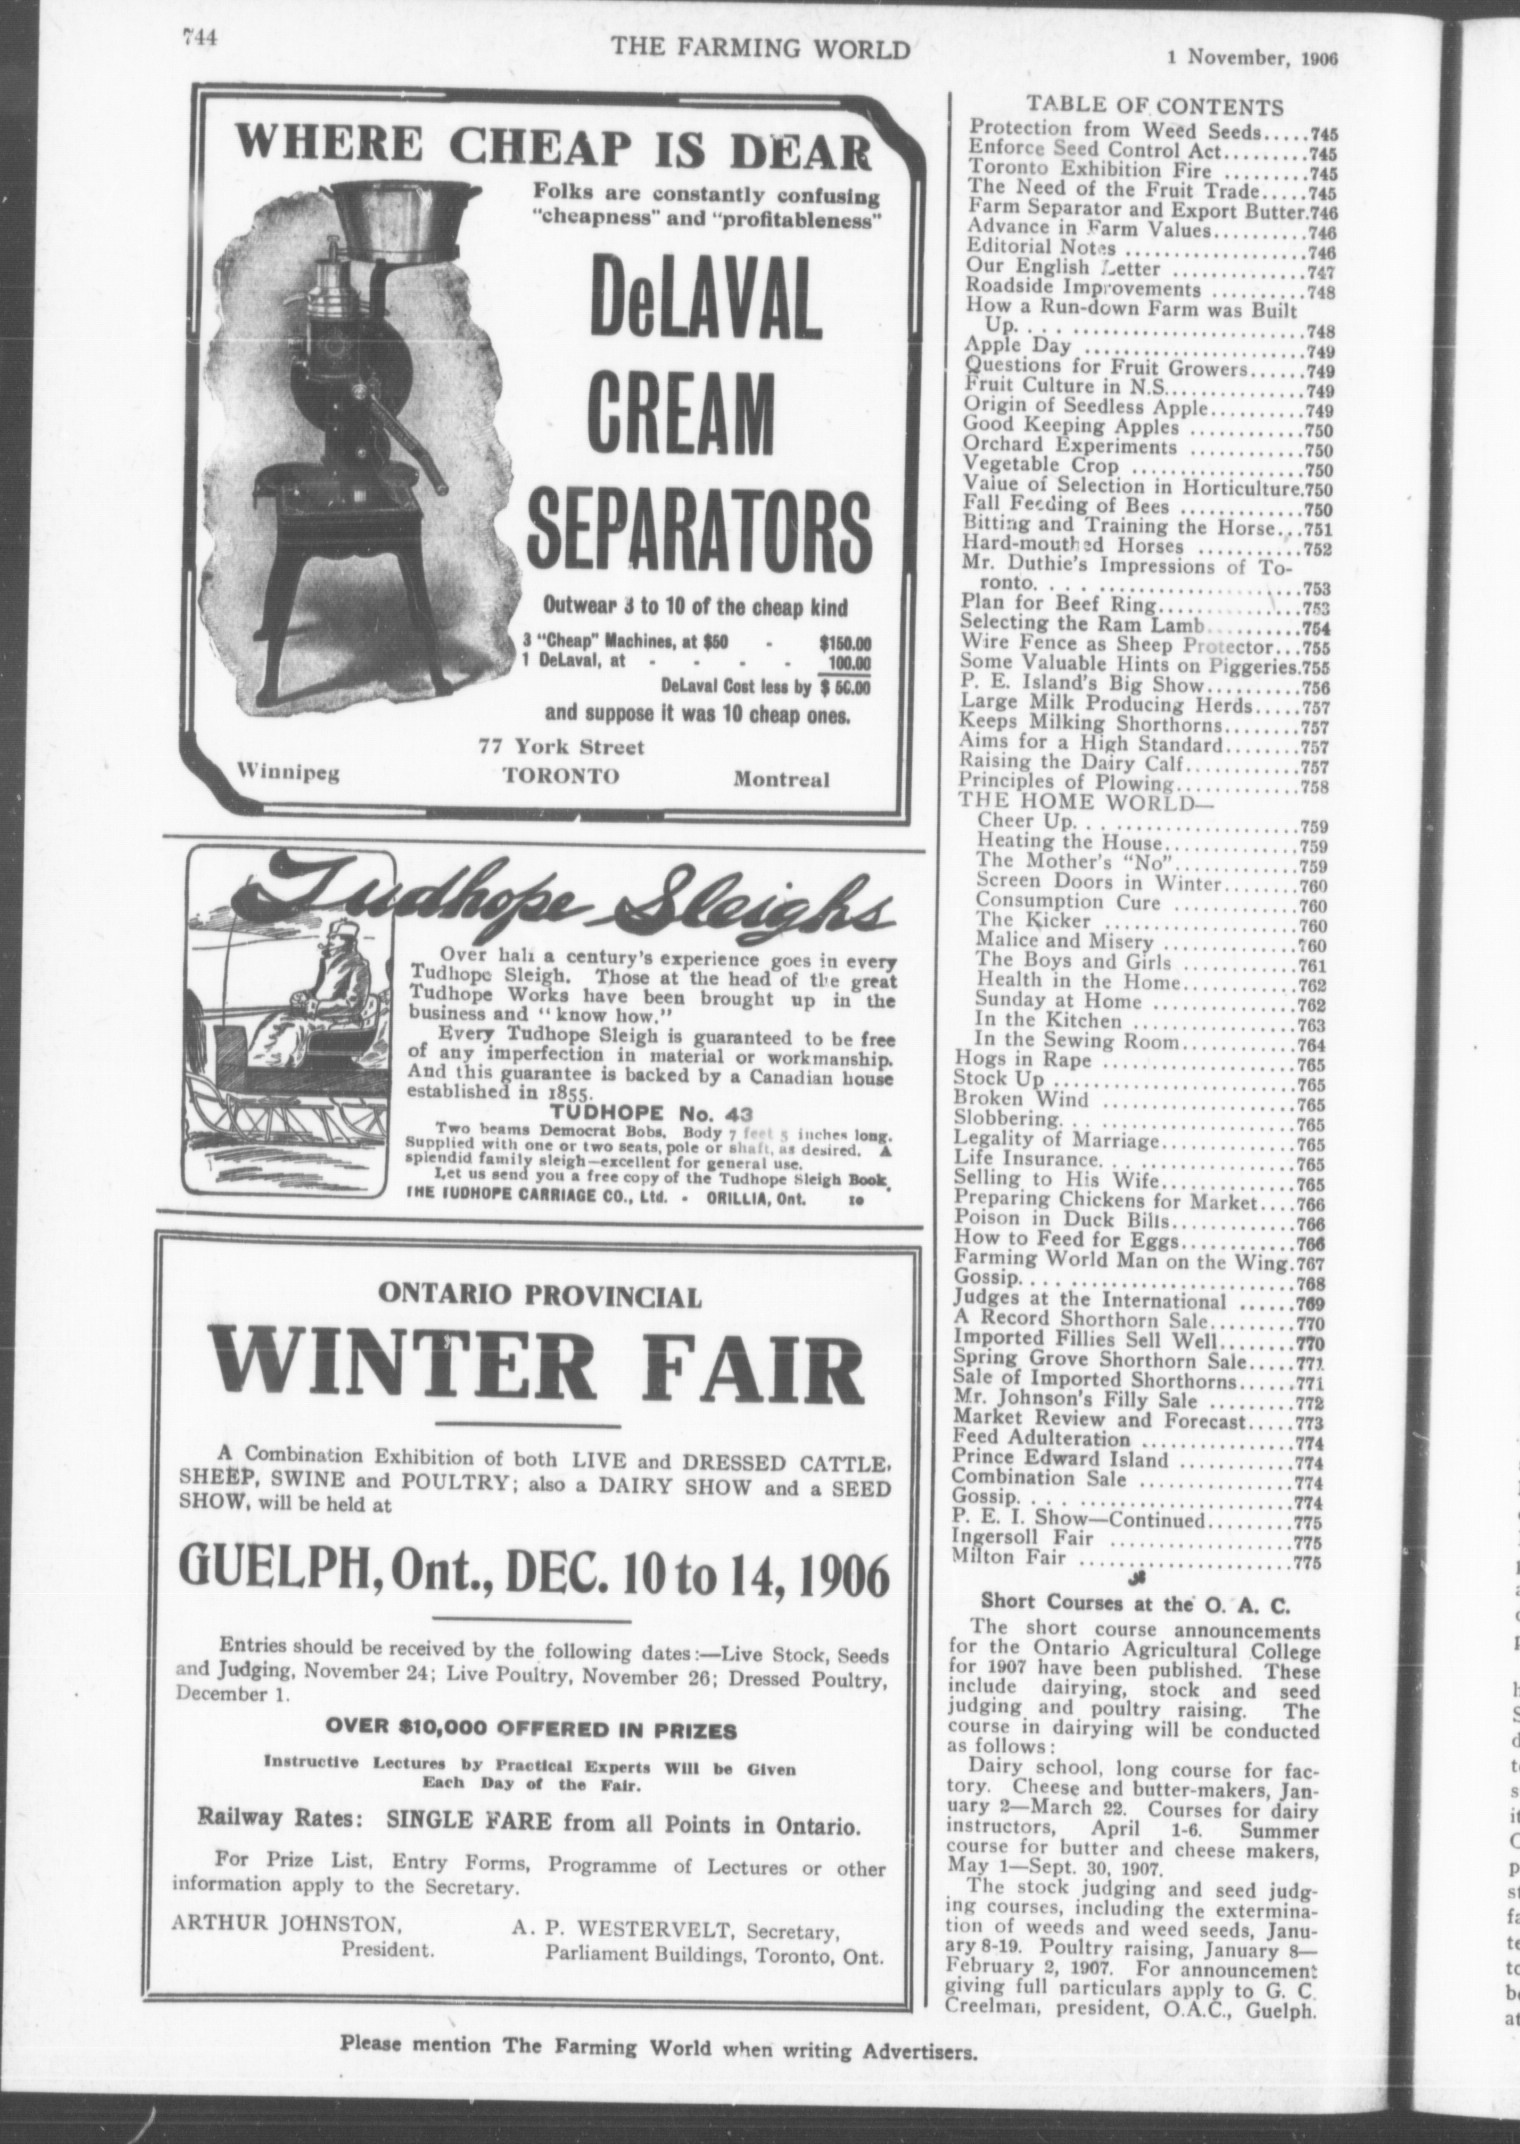 744
THE FARMING WORLD
1 November, 1906
WHERE CHEAP IS DEAR
Folks are constantly confusing
"cheapness" and "profitableness"
DeLAVAL
CREAM
SEPARATORS
Outwear 3 to 10 of the cheap kind
3 "Cheap" Machines, at $50 - $150.00
1 DeLaval, at - - - - 100.00
DeLaval Cost less by $ 50.00
and suppose it was 10 cheap ones.
77 York Street
Winnipeg TORONTO Montreal
Tudhope Sleighs
Over half a century's experience goes in every
Tudhope Sleigh. Those at the head of the great
Tudhope Works have been brought up in the
business and "know how."
Every Tudhope Sleigh is guaranteed to be free
of any imperfection in material or workmanship.
And this guarantee is backed by a Canadian house
established in 1855.
TUDHOPE No. 43
Two beams Democrat Bobs. Body 7 feet 5 inches long.
Supplied with one or two seats, pole or shaft, as desired. A
splendid family sleigh—excellent for general use.
Let us send you a free copy of the Tudhope Sleigh Book.
THE TUDHOPE CARRIAGE CO., Ltd. - ORILLIA, Ont. 10
ONTARIO PROVINCIAL
WINTER FAIR
A Combination Exhibition of both LIVE and DRESSED CATTLE,
SHEEP, SWINE and POULTRY; also a DAIRY SHOW and a SEED
SHOW, will be held at
GUELPH, Ont., DEC. 10 to 14, 1906
Entries should be received by the following dates:—Live Stock, Seeds
and Judging, November 24; Live Poultry, November 26; Dressed Poultry,
December 1.
OVER $10,000 OFFERED IN PRIZES
Instructive Lectures by Practical Experts Will be Given
Each Day of the Fair.
Railway Rates: SINGLE FARE from all Points in Ontario.
For Prize List, Entry Forms, Programme of Lectures or other
information apply to the Secretary.
ARTHUR JOHNSTON,
President.
A. P. WESTERVELT, Secretary,
Parliament Buildings, Toronto, Ont.
TABLE OF CONTENTS
Protection from Weed Seeds.....745
Enforce Seed Control Act.........745
Toronto Exhibition Fire .........745
The Need of the Fruit Trade.....745
Farm Separator and Export Butter.746
Advance in Farm Values..........746
Editorial Notes ...................746
Our English Letter ..............747
Roadside Improvements ..........748
How a Run-down Farm was Built
Up. ... ........................748
Apple Day .......................749
Questions for Fruit Growers......749
Fruit Culture in N.S...............749
Origin of Seedless Apple..........749
Good Keeping Apples ............750
Orchard Experiments ............750
Vegetable Crop ..................750
Value of Selection in Horticulture.750
Fall Feeding of Bees .............750
Bitting and Training the Horse...751
Hard-mouthed Horses ...........752
Mr. Duthie's Impressions of To-
ronto. ... .....................753
Plan for Beef Ring...............753
Selecting the Ram Lamb..........754
Wire Fence as Sheep Protector...755
Some Valuable Hints on Piggeries.755
P. E. Island's Big Show..........756
Large Milk Producing Herds.....757
Keeps Milking Shorthorns........757
Aims for a High Standard........757
Raising the Dairy Calf............757
Principles of Plowing.............758
THE HOME WORLD—
Cheer Up. .. ...................759
Heating the House..............759
The Mother's "No".............759
Screen Doors in Winter........760
Consumption Cure .............760
The Kicker ....................760
Malice and Misery ..............760
The Boys and Girls ............761
Health in the Home............762
Sunday at Home ...............762
In the Kitchen .................763
In the Sewing Room............764
Hogs in Rape ....................765
Stock Up .........................765
Broken Wind ....................765
Slobbering. .. ....................765
Legality of Marriage..............765
Life Insurance. .. ................765
Selling to His Wife..............765
Preparing Chickens for Market....766
Poison in Duck Bills.............766
How to Feed for Eggs............766
Farming World Man on the Wing.767
Gossip. ... .......................768
Judges at the International ......769
A Record Shorthorn Sale.........770
Imported Fillies Sell Well........770
Spring Grove Shorthorn Sale.....771
Sale of Imported Shorthorns......771
Mr. Johnson's Filly Sale .........772
Market Review and Forecast.....773
Feed Adulteration ................774
Prince Edward Island ............774
Combination Sale ................774
Gossip. ... ......................774
P. E. I. Show—Continued.........775
Ingersoll Fair ...................775
Milton Fair ......................775
Short Courses at the O. A. C.
The short course announcements
for the Ontario Agricultural College
for 1907 have been published. These
include dairying, stock and seed
judging and poultry raising. The
course in dairying will be conducted
as follows:
Dairy school, long course for fac-
tory. Cheese and butter-makers, Jan-
uary 2—March 22. Courses for dairy
instructors, April 1-6. Summer
course for butter and cheese makers,
May 1—Sept. 30, 1907.
The stock judging and seed judg-
ing courses, including the extermina-
tion of weeds and weed seeds, Janu-
ary 8-19. Poultry raising, January 8—
February 2, 1907. For announcement
giving full particulars apply to G. C.
Creelman, president, O.A.C., Guelph.
Please mention The Farming World when writing Advertisers.